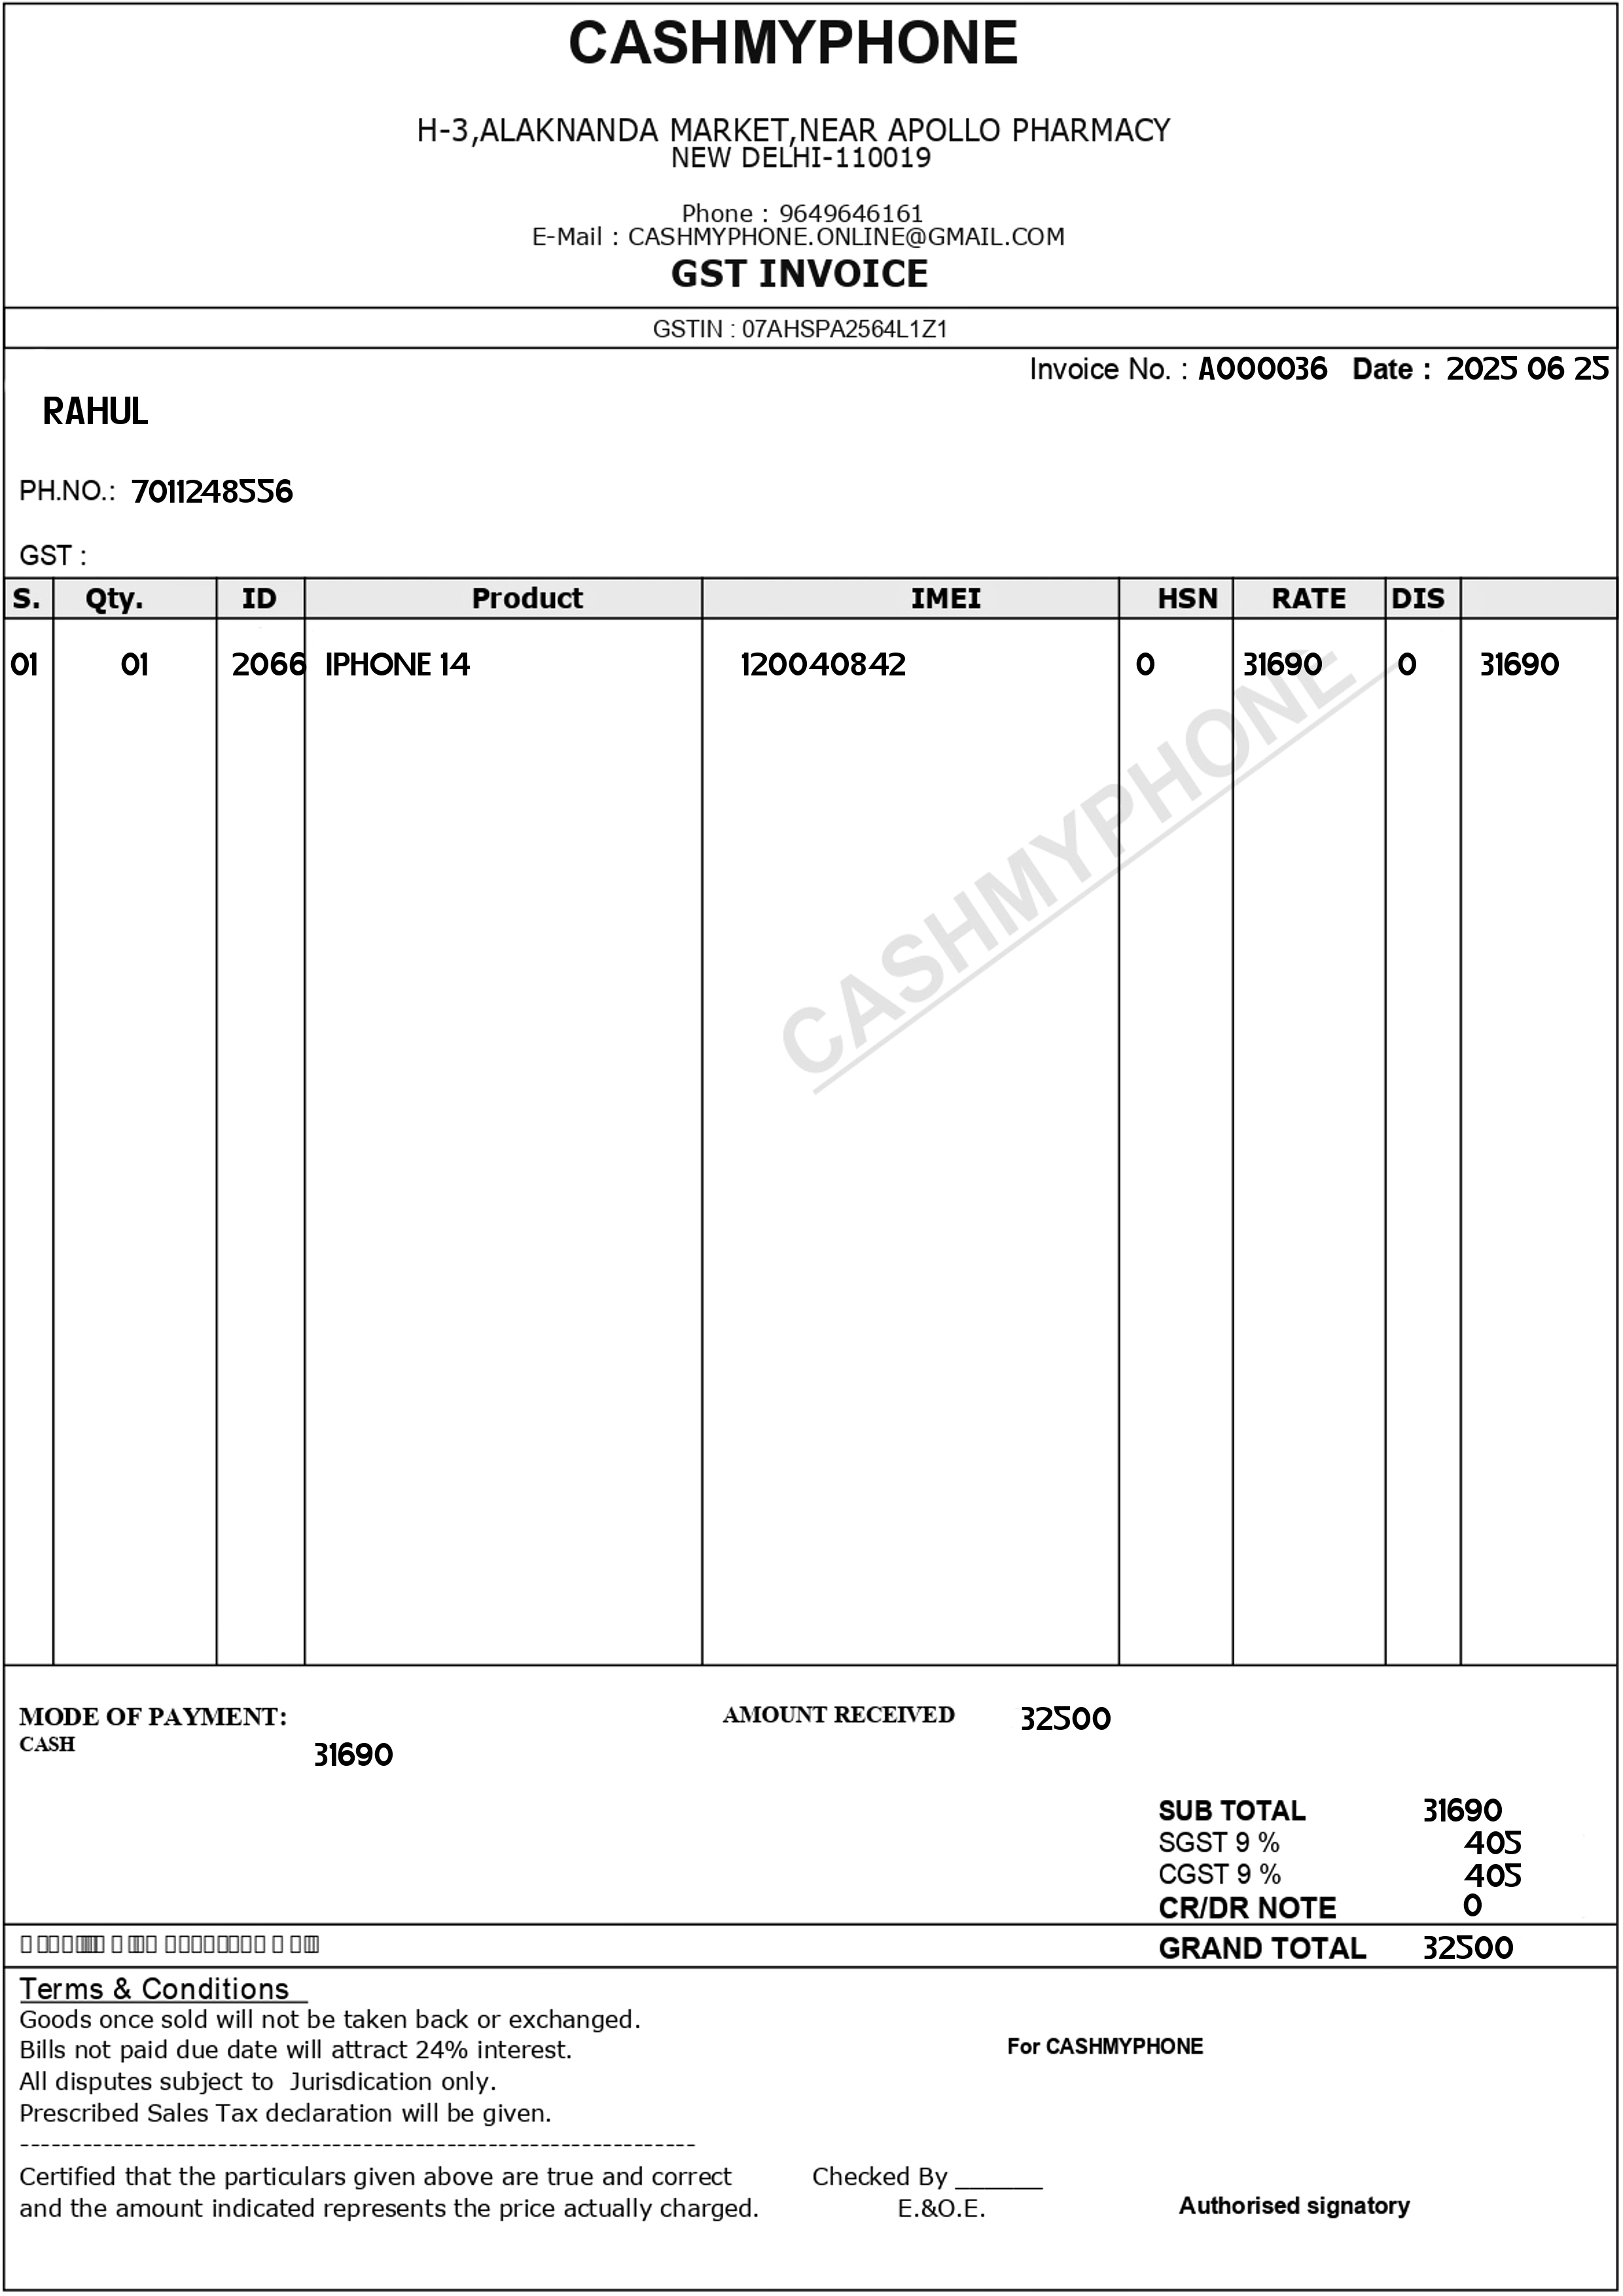 CASHMYPHONE
H-3,ALAKNANDA MARKET,NEAR APOLLO PHARMACY
NEW DELHI-110019
Phone : 9649646161
E-Mail : CASHMYPHONE.ONLINE@GMAIL.COM
GST INVOICE
GSTIN : 07AHSPA2564L1Z1
Invoice No. : A000036 Date : 2025 06 25
RAHUL
PH.NO.: 7011248556
GST :
S. Qty. ID Product IMEI HSN RATE DIS
01 01 2066 IPHONE 14 120040842 0 31690 0 31690
CASHMYPHONE
MODE OF PAYMENT: AMOUNT RECEIVED 32500
CASH 31690
SUB TOTAL 31690
SGST 9 % 405
CGST 9 % 405
CR/DR NOTE 0
GRAND TOTAL 32500
Terms & Conditions
Goods once sold will not be taken back or exchanged.
Bills not paid due date will attract 24% interest.
For CASHMYPHONE
All disputes subject to Jurisdication only.
Prescribed Sales Tax declaration will be given.
-----------------------------------------------------------------
Certified that the particulars given above are true and correct Checked By ______
and the amount indicated represents the price actually charged. E.&O.E. Authorised signatory